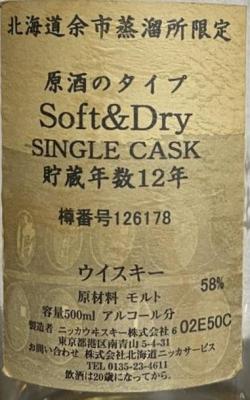 北海道余市蒸溜所限定
原酒のタイプ
Soft&Dry
SINGLE CASK
貯蔵年数12年
樽番号126178
ウイスキー
58%
原材料 モルト
容量500ml アルコール分
製造者 ニッカウヰスキー株式会社 6 02E50C
東京都港区南青山5-4-31
お問い合わせ 株式会社北海道ニッカサービス
TEL 0135-23-4611
飲酒は20歳になってから。